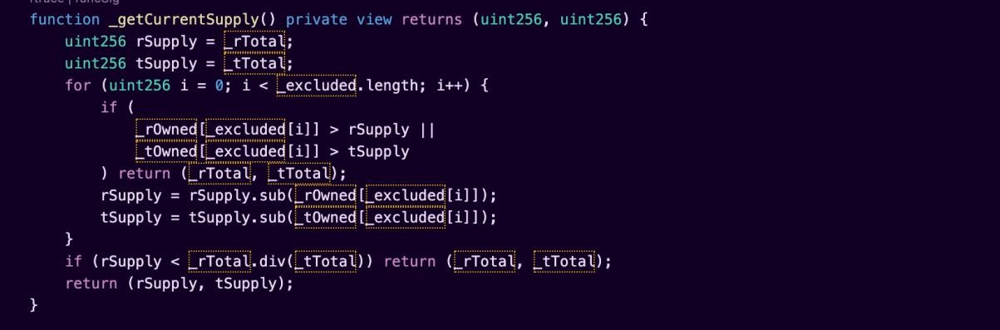 function _getCurrentSupply() private view returns (uint256, uint256) {
    uint256 rSupply = _rTotal;
    uint256 tSupply = _tTotal;
    for (uint256 i = 0; i < _excluded.length; i++) {
        if (
            _rOwned[_excluded[i]] > rSupply ||
            _tOwned[_excluded[i]] > tSupply
        ) return (_rTotal, _tTotal);
        rSupply = rSupply.sub(_rOwned[_excluded[i]]);
        tSupply = tSupply.sub(_tOwned[_excluded[i]]);
    }
    if (rSupply < _rTotal.div(_tTotal)) return (_rTotal, _tTotal);
    return (rSupply, tSupply);
}